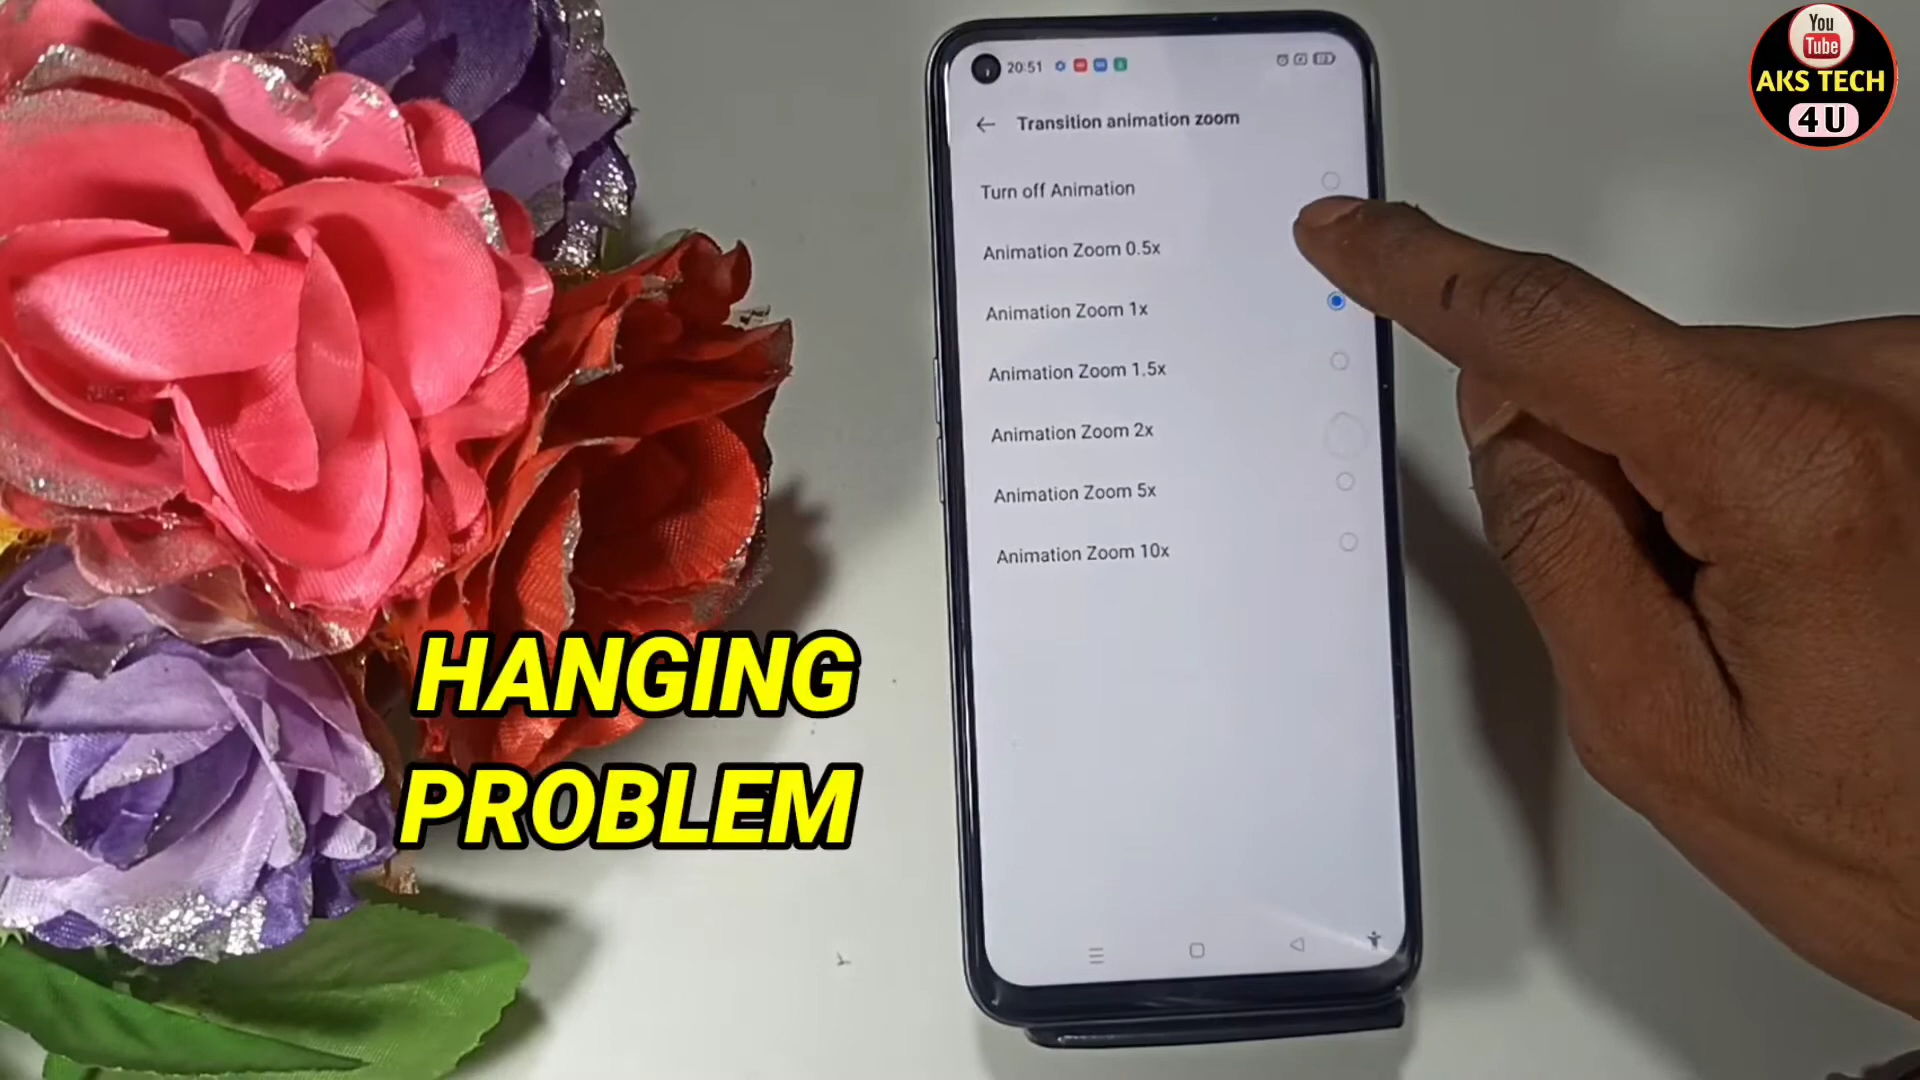 You
Tube
AKS TECH
4U
20:51
Transition animation zoom
Turn off Animation
Animation Zoom 0.5x
Animation Zoom 1x
Animation Zoom 1.5x
Animation Zoom 2x
Animation Zoom 5x
Animation Zoom 10x
HANGING
PROBLEM